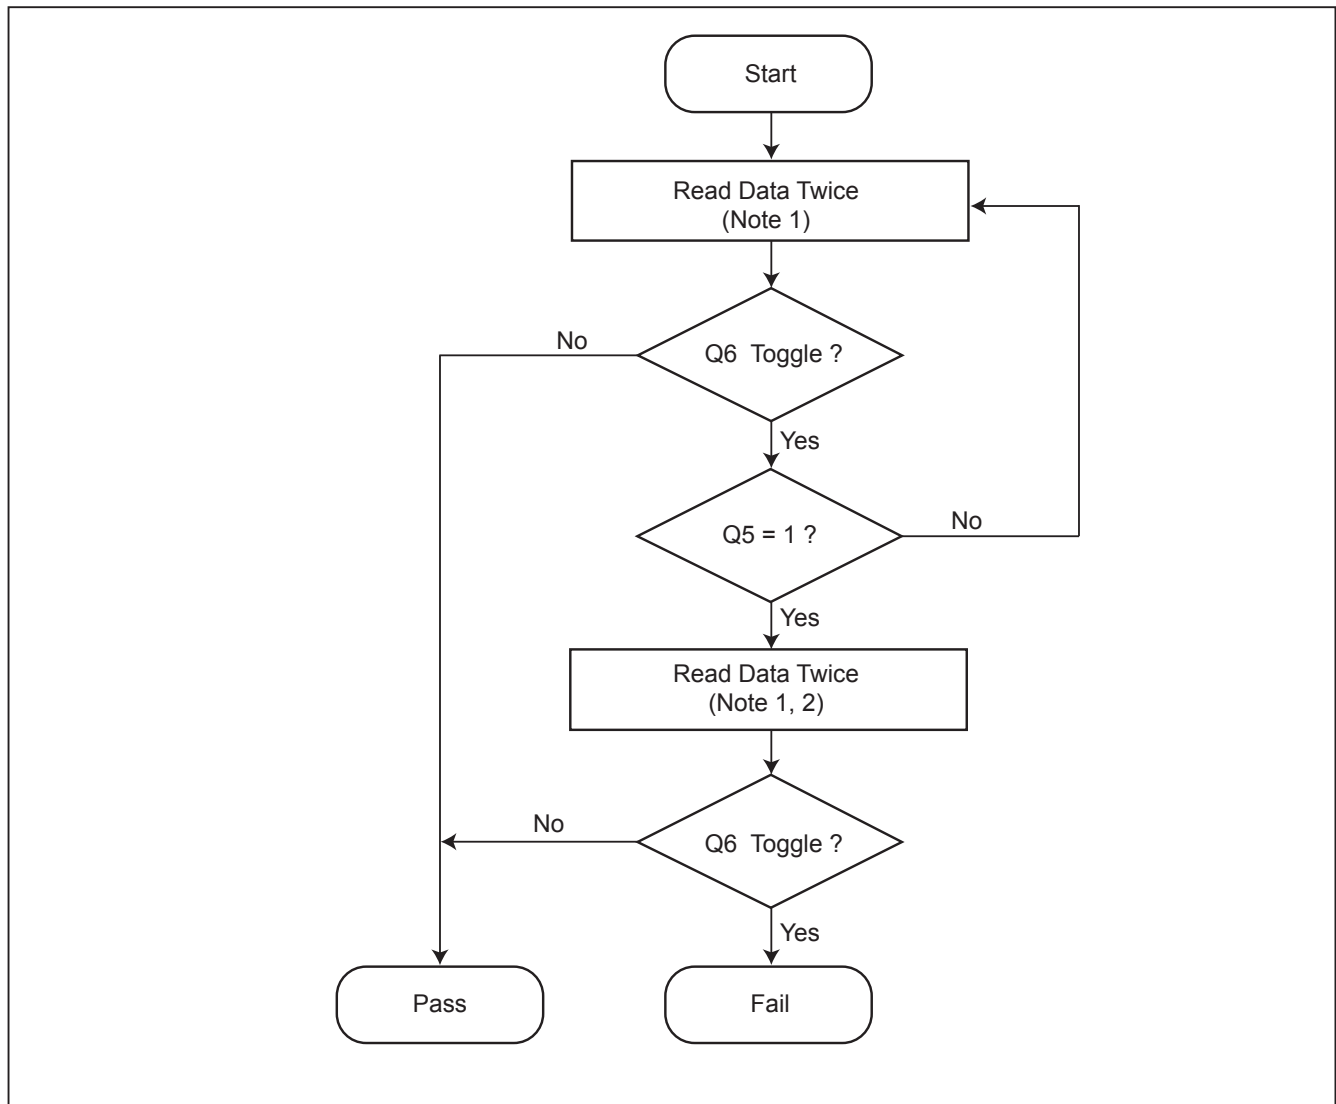 Start
Read Data Twice
(Note 1)
No
Q6 Toggle ?
Yes
Q5 = 1 ?
No
Yes
Read Data Twice
(Note 1, 2)
No
Q6 Toggle ?
Yes
Pass
Fail